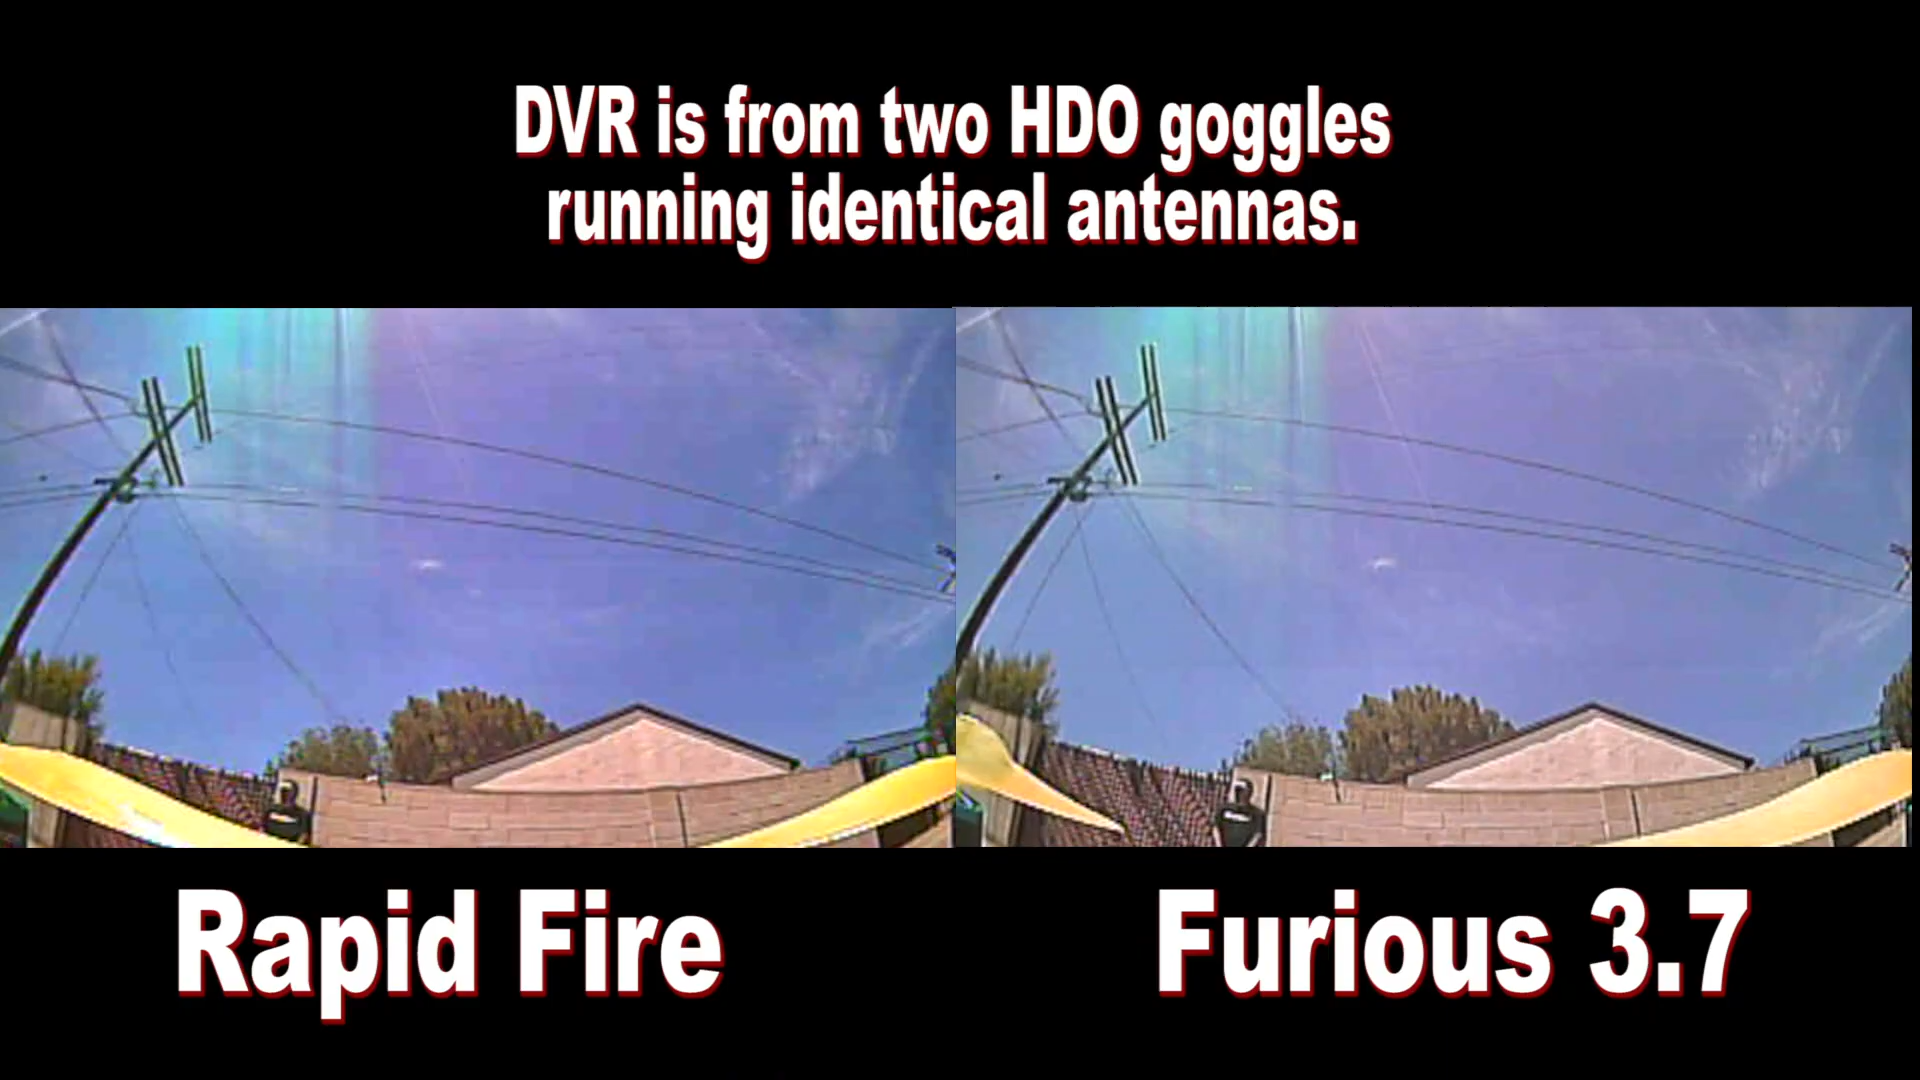 DVR is from two HDO goggles
running identical antennas.
Rapid Fire
Furious 3.7